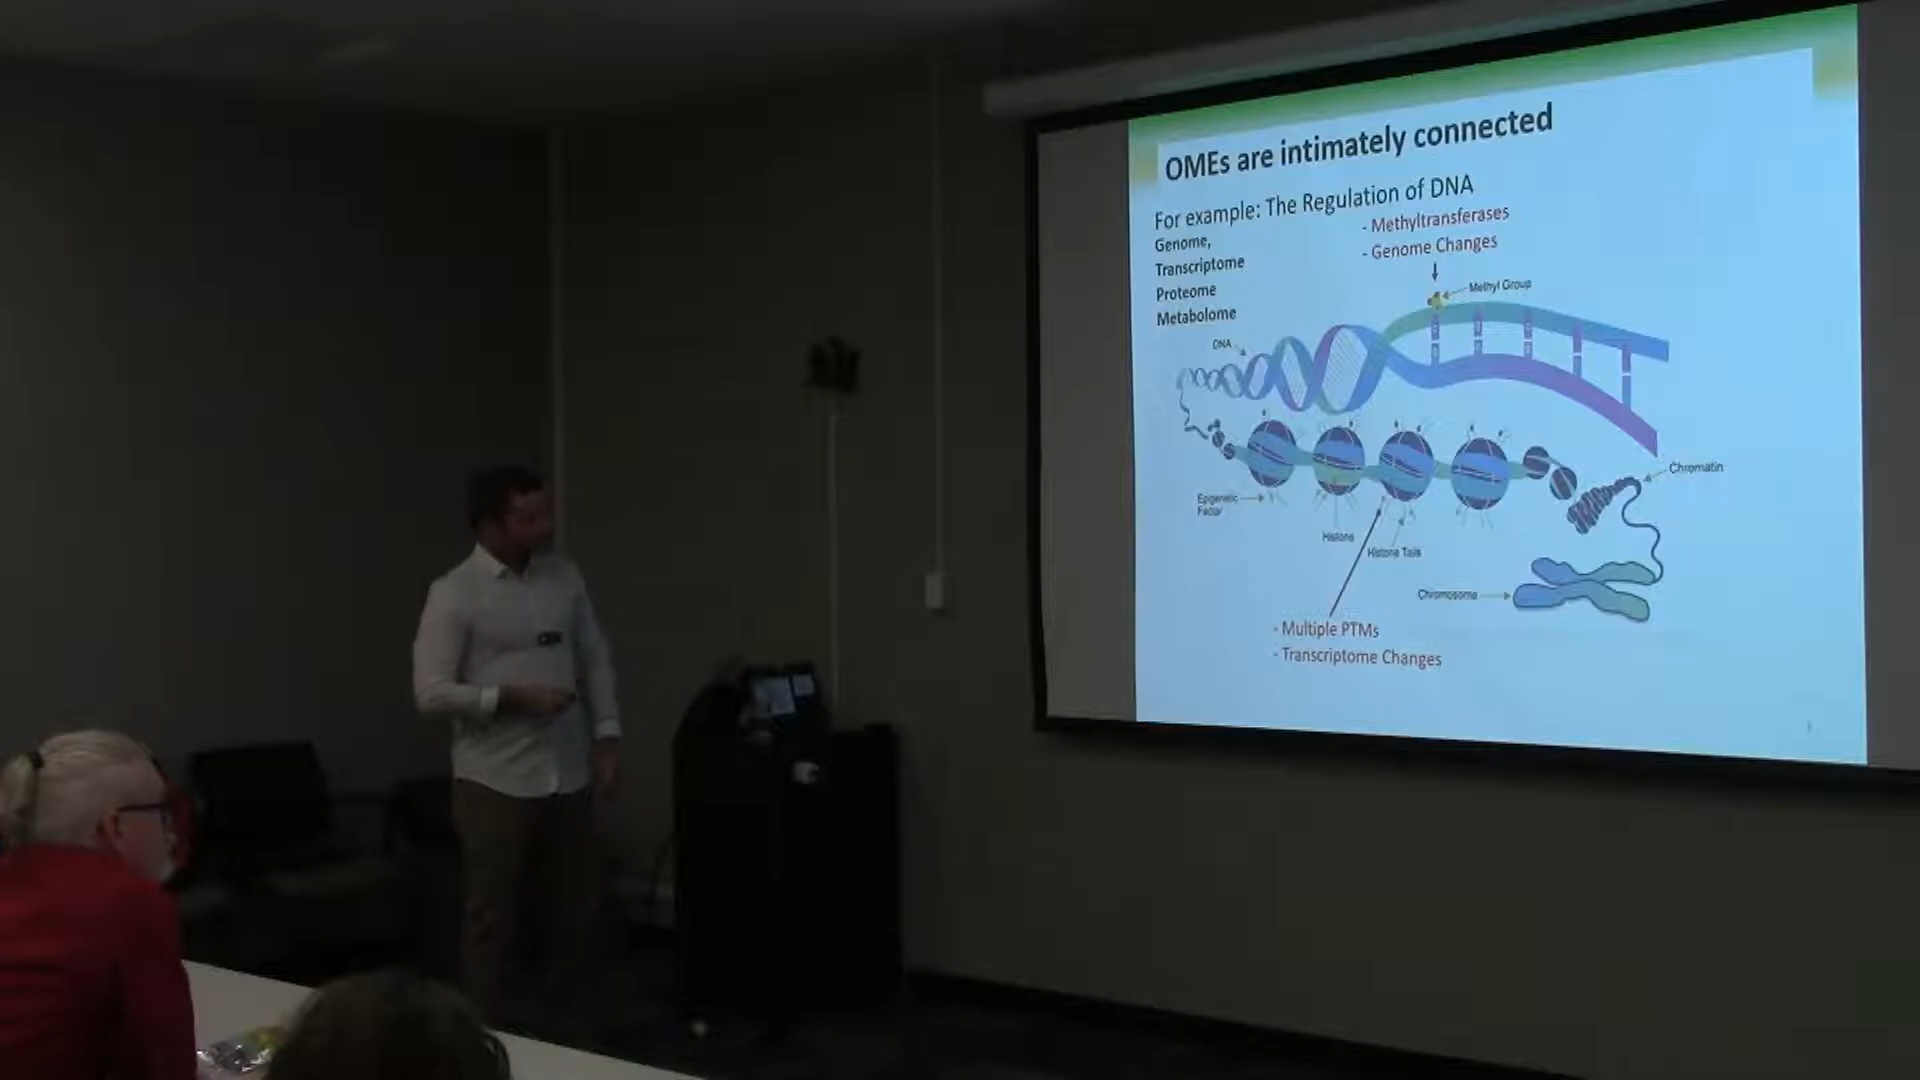 OMEs are intimately connected
For example: The Regulation of DNA
Genome,
Transcriptome
Proteome
Metabolome
- Methyltransferases
- Genome Changes
Methyl Group
DNA
Chromatin
Epigenetic
Factor
Histone
Histone Tails
Chromosome
- Multiple PTMs
- Transcriptome Changes